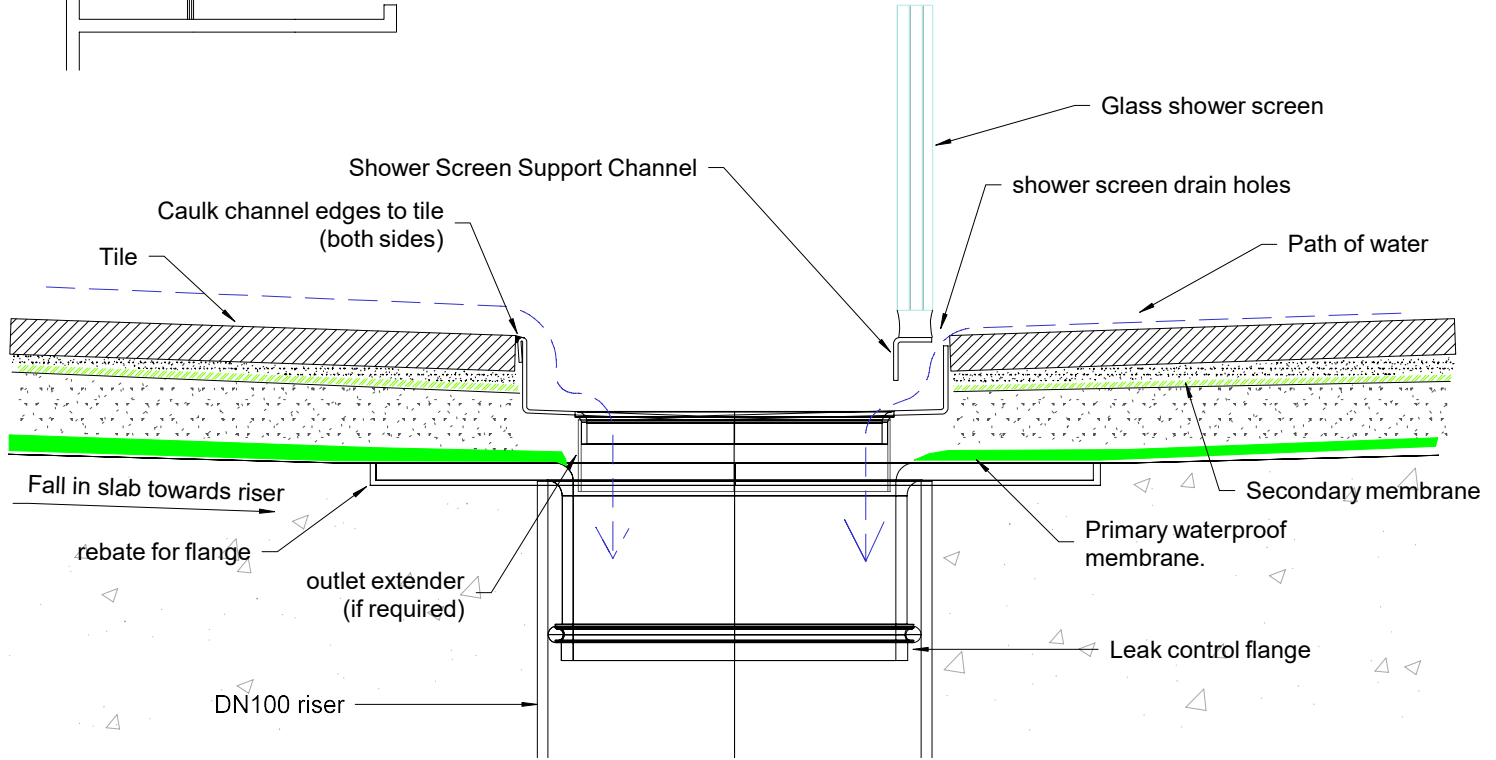 Glass shower screen
Shower Screen Support Channel
shower screen drain holes
Caulk channel edges to tile
(both sides)
Path of water
Tile
Fall in slab towards riser
Secondary membrane
rebate for flange
Primary waterproof
membrane.
outlet extender
(if required)
Leak control flange
DN100 riser